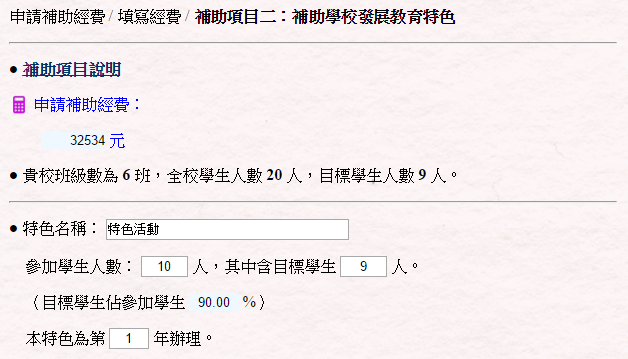 申請補助經費 / 填寫經費 / 補助項目二：補助學校發展教育特色
● 補助項目說明
申請補助經費：
32534 元
● 貴校班級數為 6 班，全校學生人數 20 人，目標學生人數 9 人。
● 特色名稱： 特色活動
參加學生人數： 10 人，其中含目標學生 9 人。
（目標學生佔參加學生 90.00 %）
本特色為第 1 年辦理。